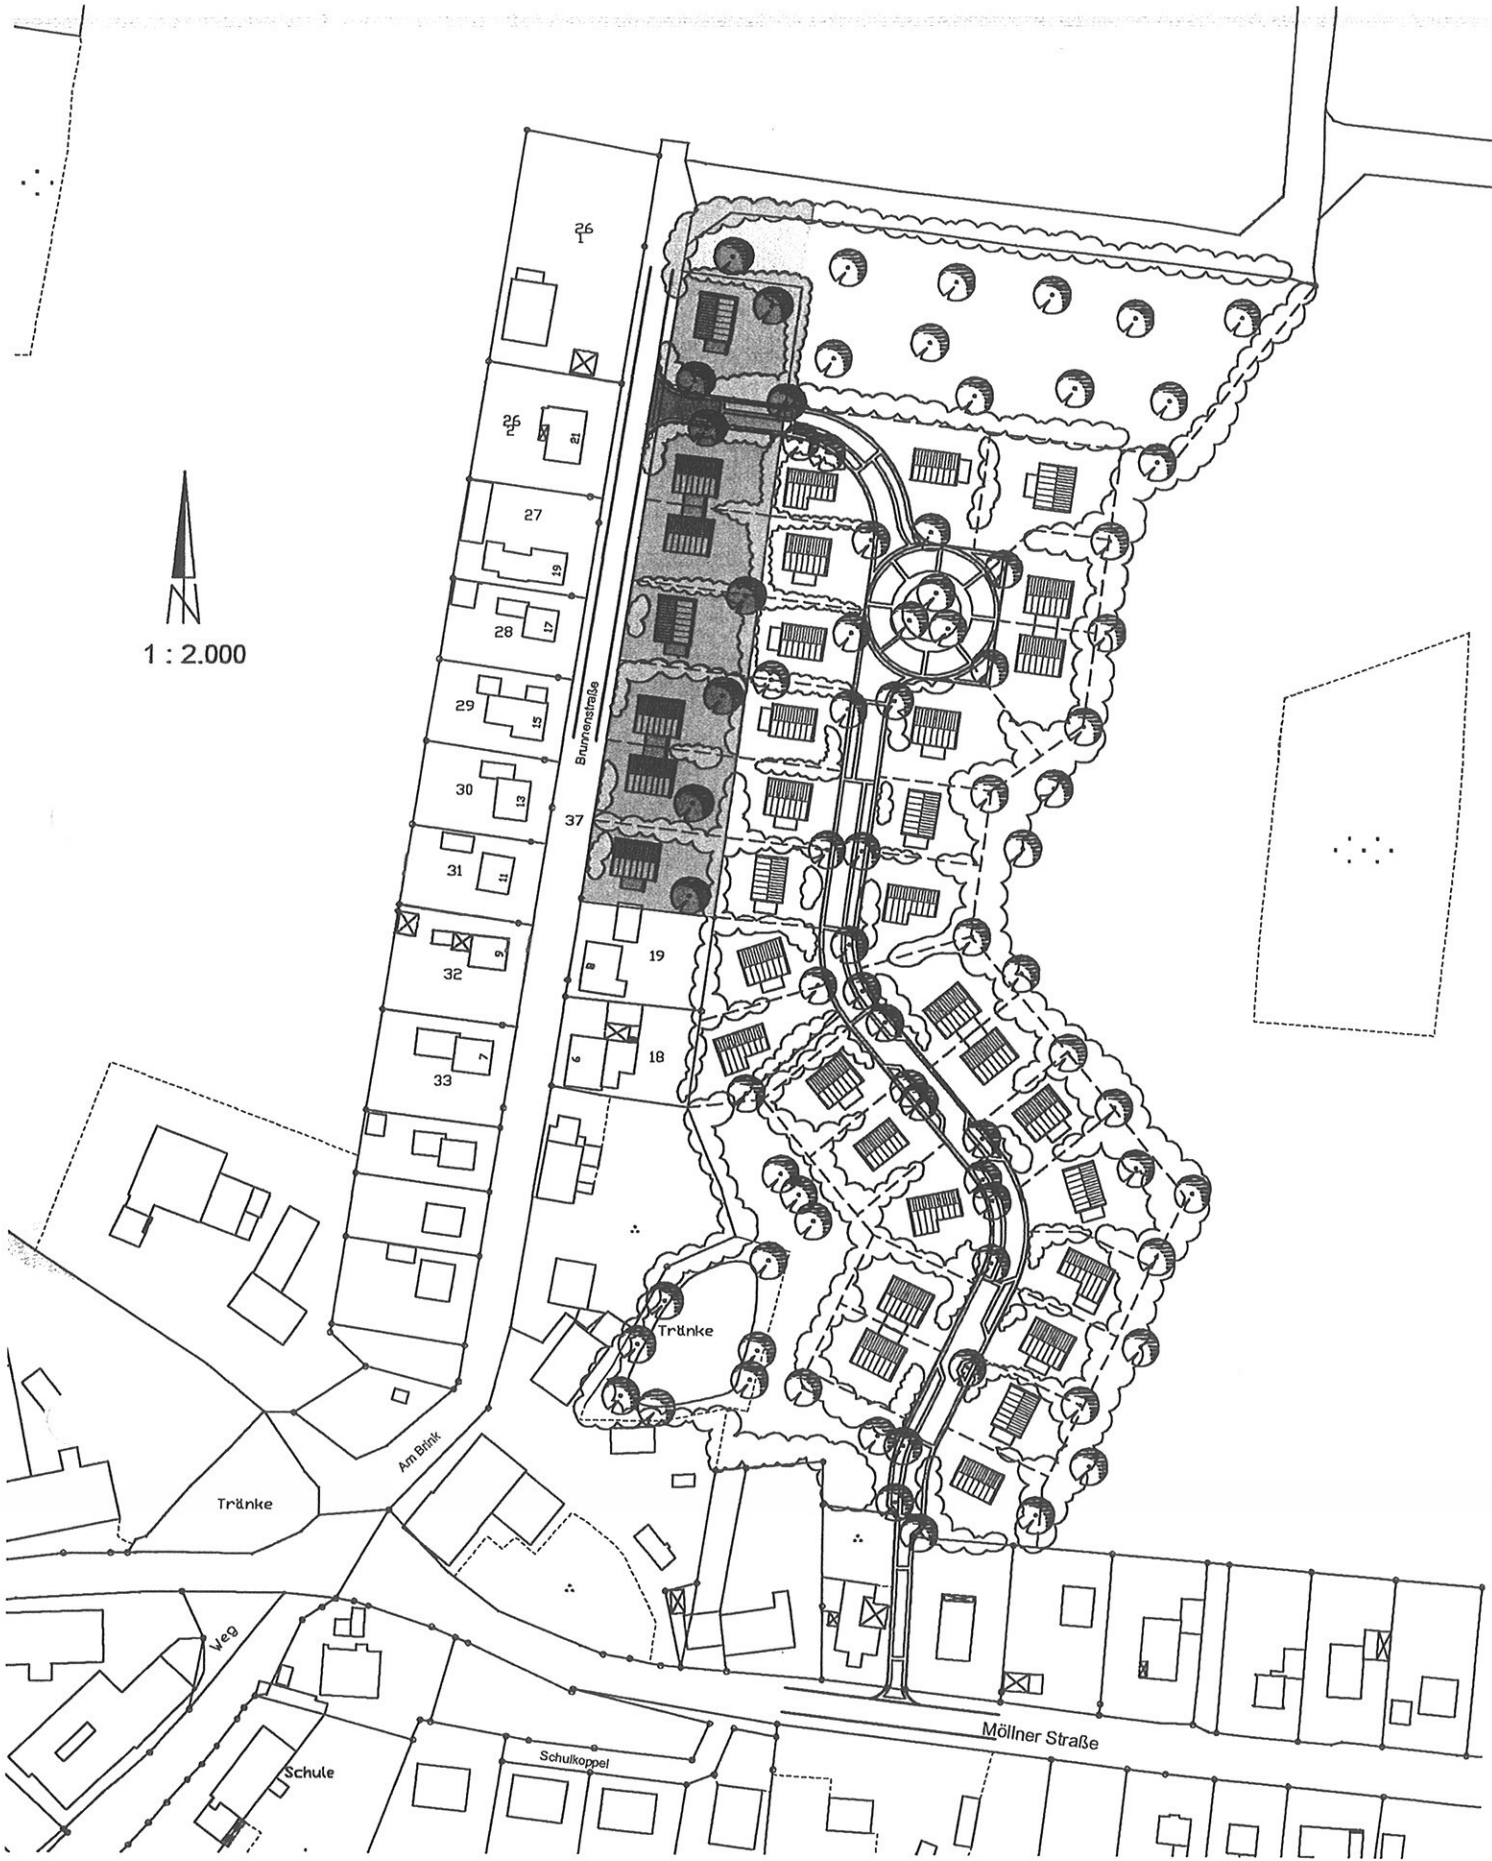 26
1
26
2
21
27
19
28
17
29
15
Brunnenstraße
30
13
37
31
11
32
9
19
8
18
6
33
7
N
1 : 2.000
Tränke
Am Brink
Tränke
Weg
Schule
Schulkoppel
Möllner Straße